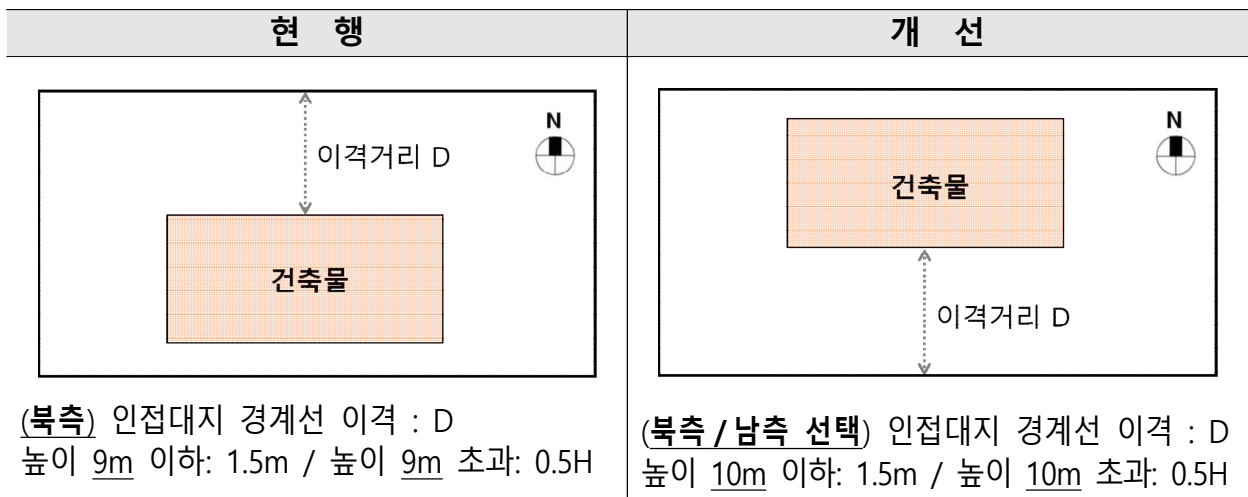 현 행
개 선
N
이격거리 D
건축물
(북측) 인접대지 경계선 이격 : D
높이 9m 이하: 1.5m / 높이 9m 초과: 0.5H
N
건축물
이격거리 D
(북측 / 남측 선택) 인접대지 경계선 이격 : D
높이 10m 이하: 1.5m / 높이 10m 초과: 0.5H